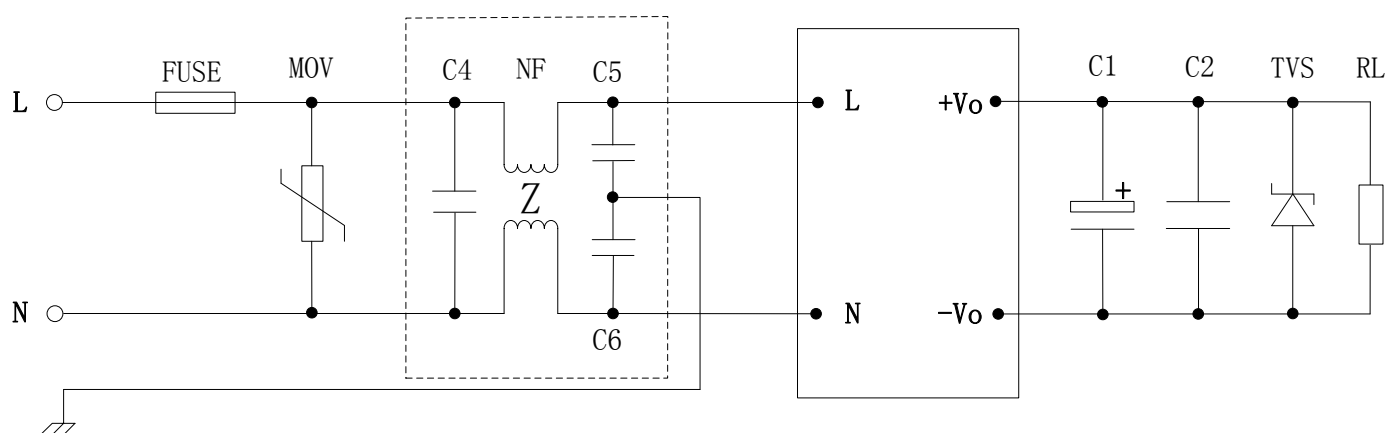 FUSE MOV C4 NF C5 C1 C2 TVS RL
L L +Vo
+
Z
N N -Vo
C6